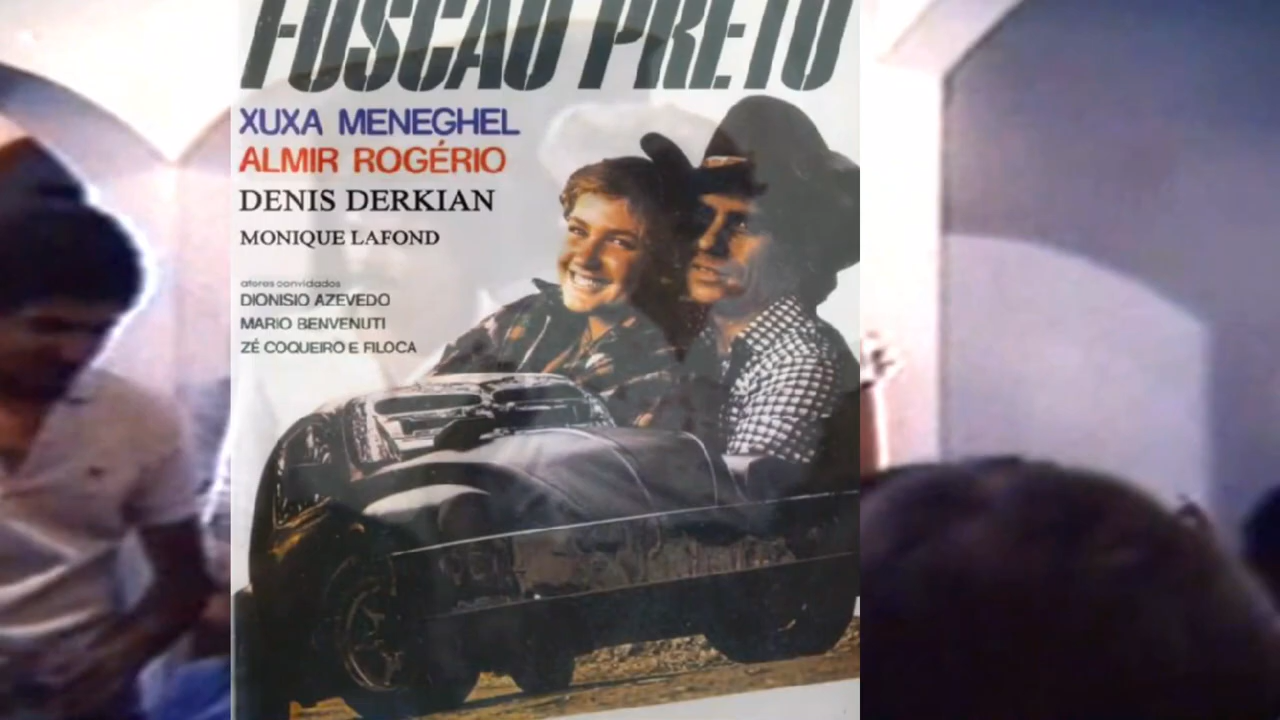 FUSCÃO PRETO
XUXA MENEGHEL
ALMIR ROGÉRIO
DENIS DERKIAN
MONIQUE LAFOND
atores convidados
DIONISIO AZEVEDO
MARIO BENVENUTI
ZÉ COQUEIRO E FILOCA